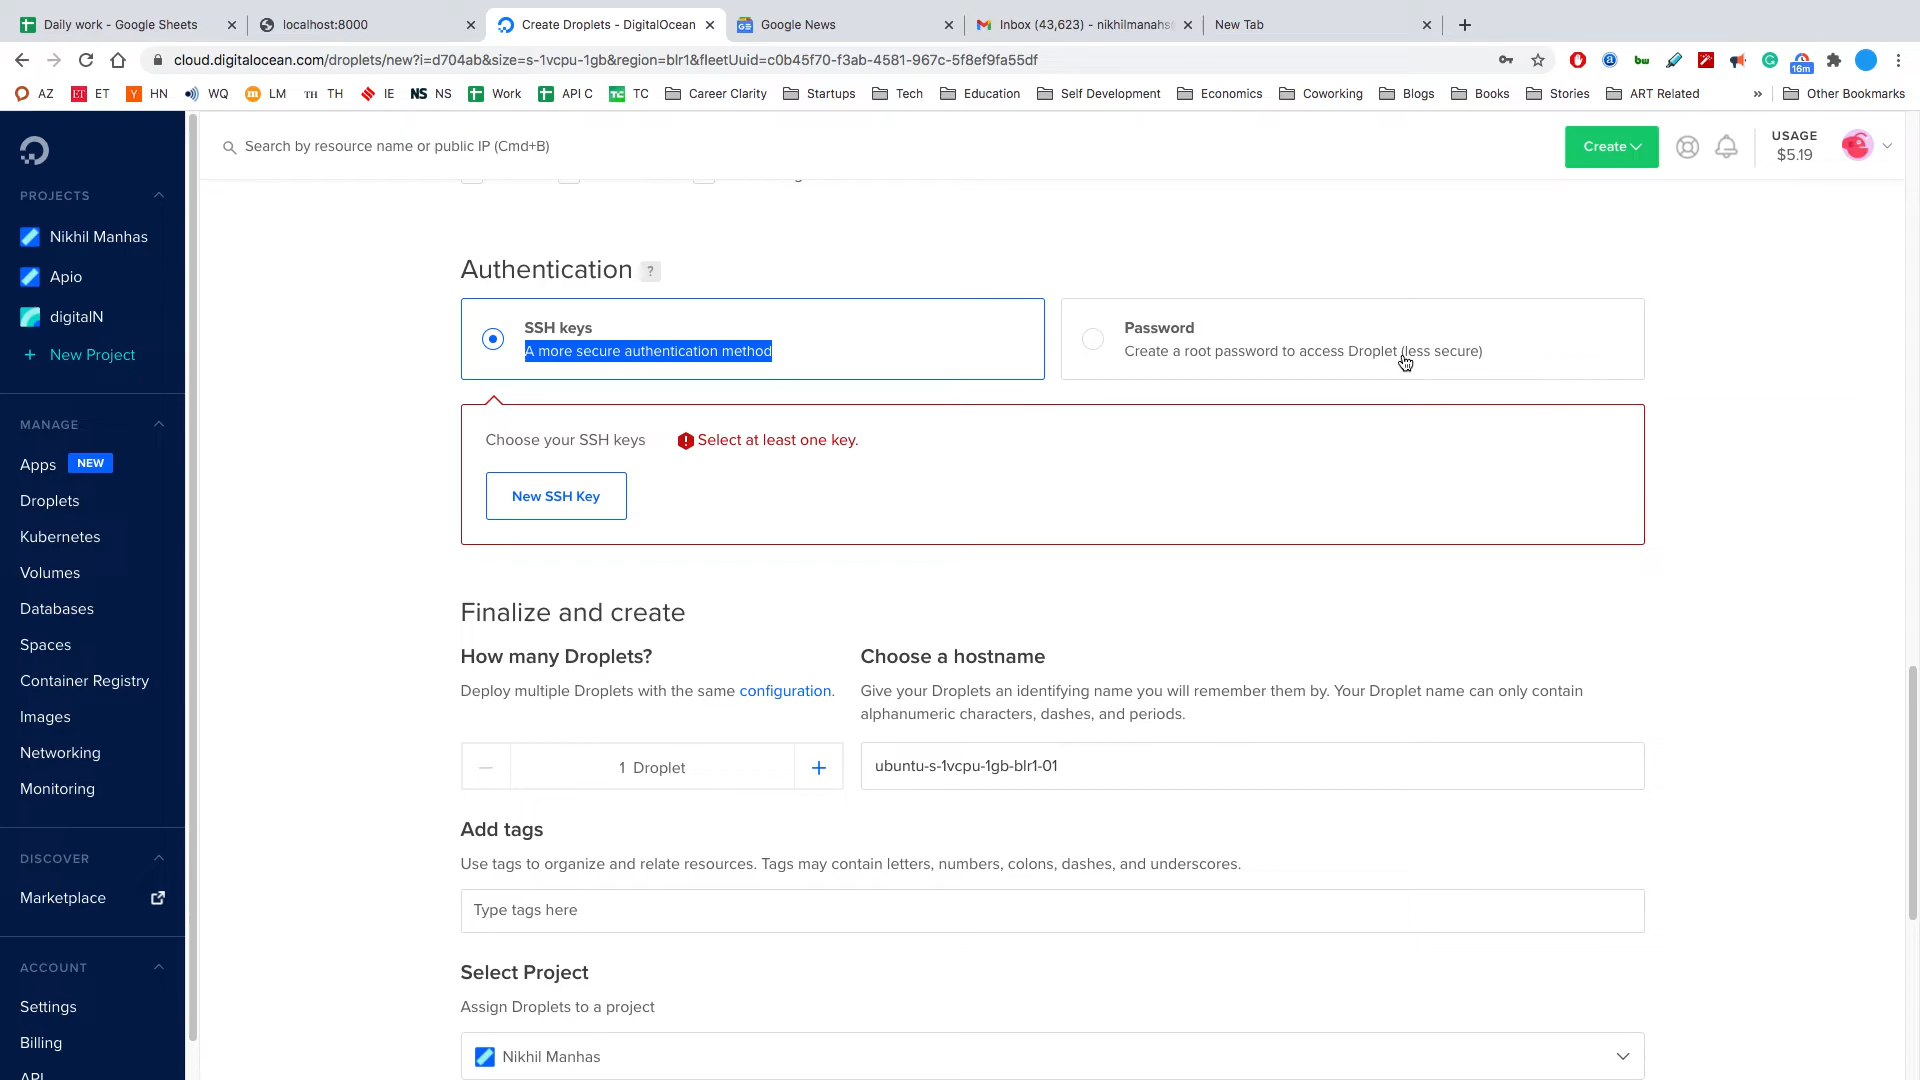 Daily work - Google Sheets
localhost:8000
Create Droplets - DigitalOcean
Google News
Inbox (43,623) - nikhilmanahs
New Tab
cloud.digitalocean.com/droplets/new?i=d704ab&size=s-1vcpu-1gb&region=blr1&fleetUuid=c0b45f70-f3ab-4581-967c-5f8ef9fa55df
16m
AZ
ET
HN
WQ
LM
TH
IE
NS
Work
API C
TC
Career Clarity
Startups
Tech
Education
Self Development
Economics
Coworking
Blogs
Books
Stories
ART Related
»
Other Bookmarks
PROJECTS
Nikhil Manhas
Apio
digitalN
+ New Project
MANAGE
Apps NEW
Droplets
Kubernetes
Volumes
Databases
Spaces
Container Registry
Images
Networking
Monitoring
DISCOVER
Marketplace
ACCOUNT
Settings
Billing
API
Search by resource name or public IP (Cmd+B)
Create
USAGE
$5.19
Authentication ?
SSH keys
A more secure authentication method
Password
Create a root password to access Droplet (less secure)
Choose your SSH keys
Select at least one key.
New SSH Key
Finalize and create
How many Droplets?
Deploy multiple Droplets with the same configuration.
1 Droplet
Choose a hostname
Give your Droplets an identifying name you will remember them by. Your Droplet name can only contain
alphanumeric characters, dashes, and periods.
ubuntu-s-1vcpu-1gb-blr1-01
Add tags
Use tags to organize and relate resources. Tags may contain letters, numbers, colons, dashes, and underscores.
Type tags here
Select Project
Assign Droplets to a project
Nikhil Manhas